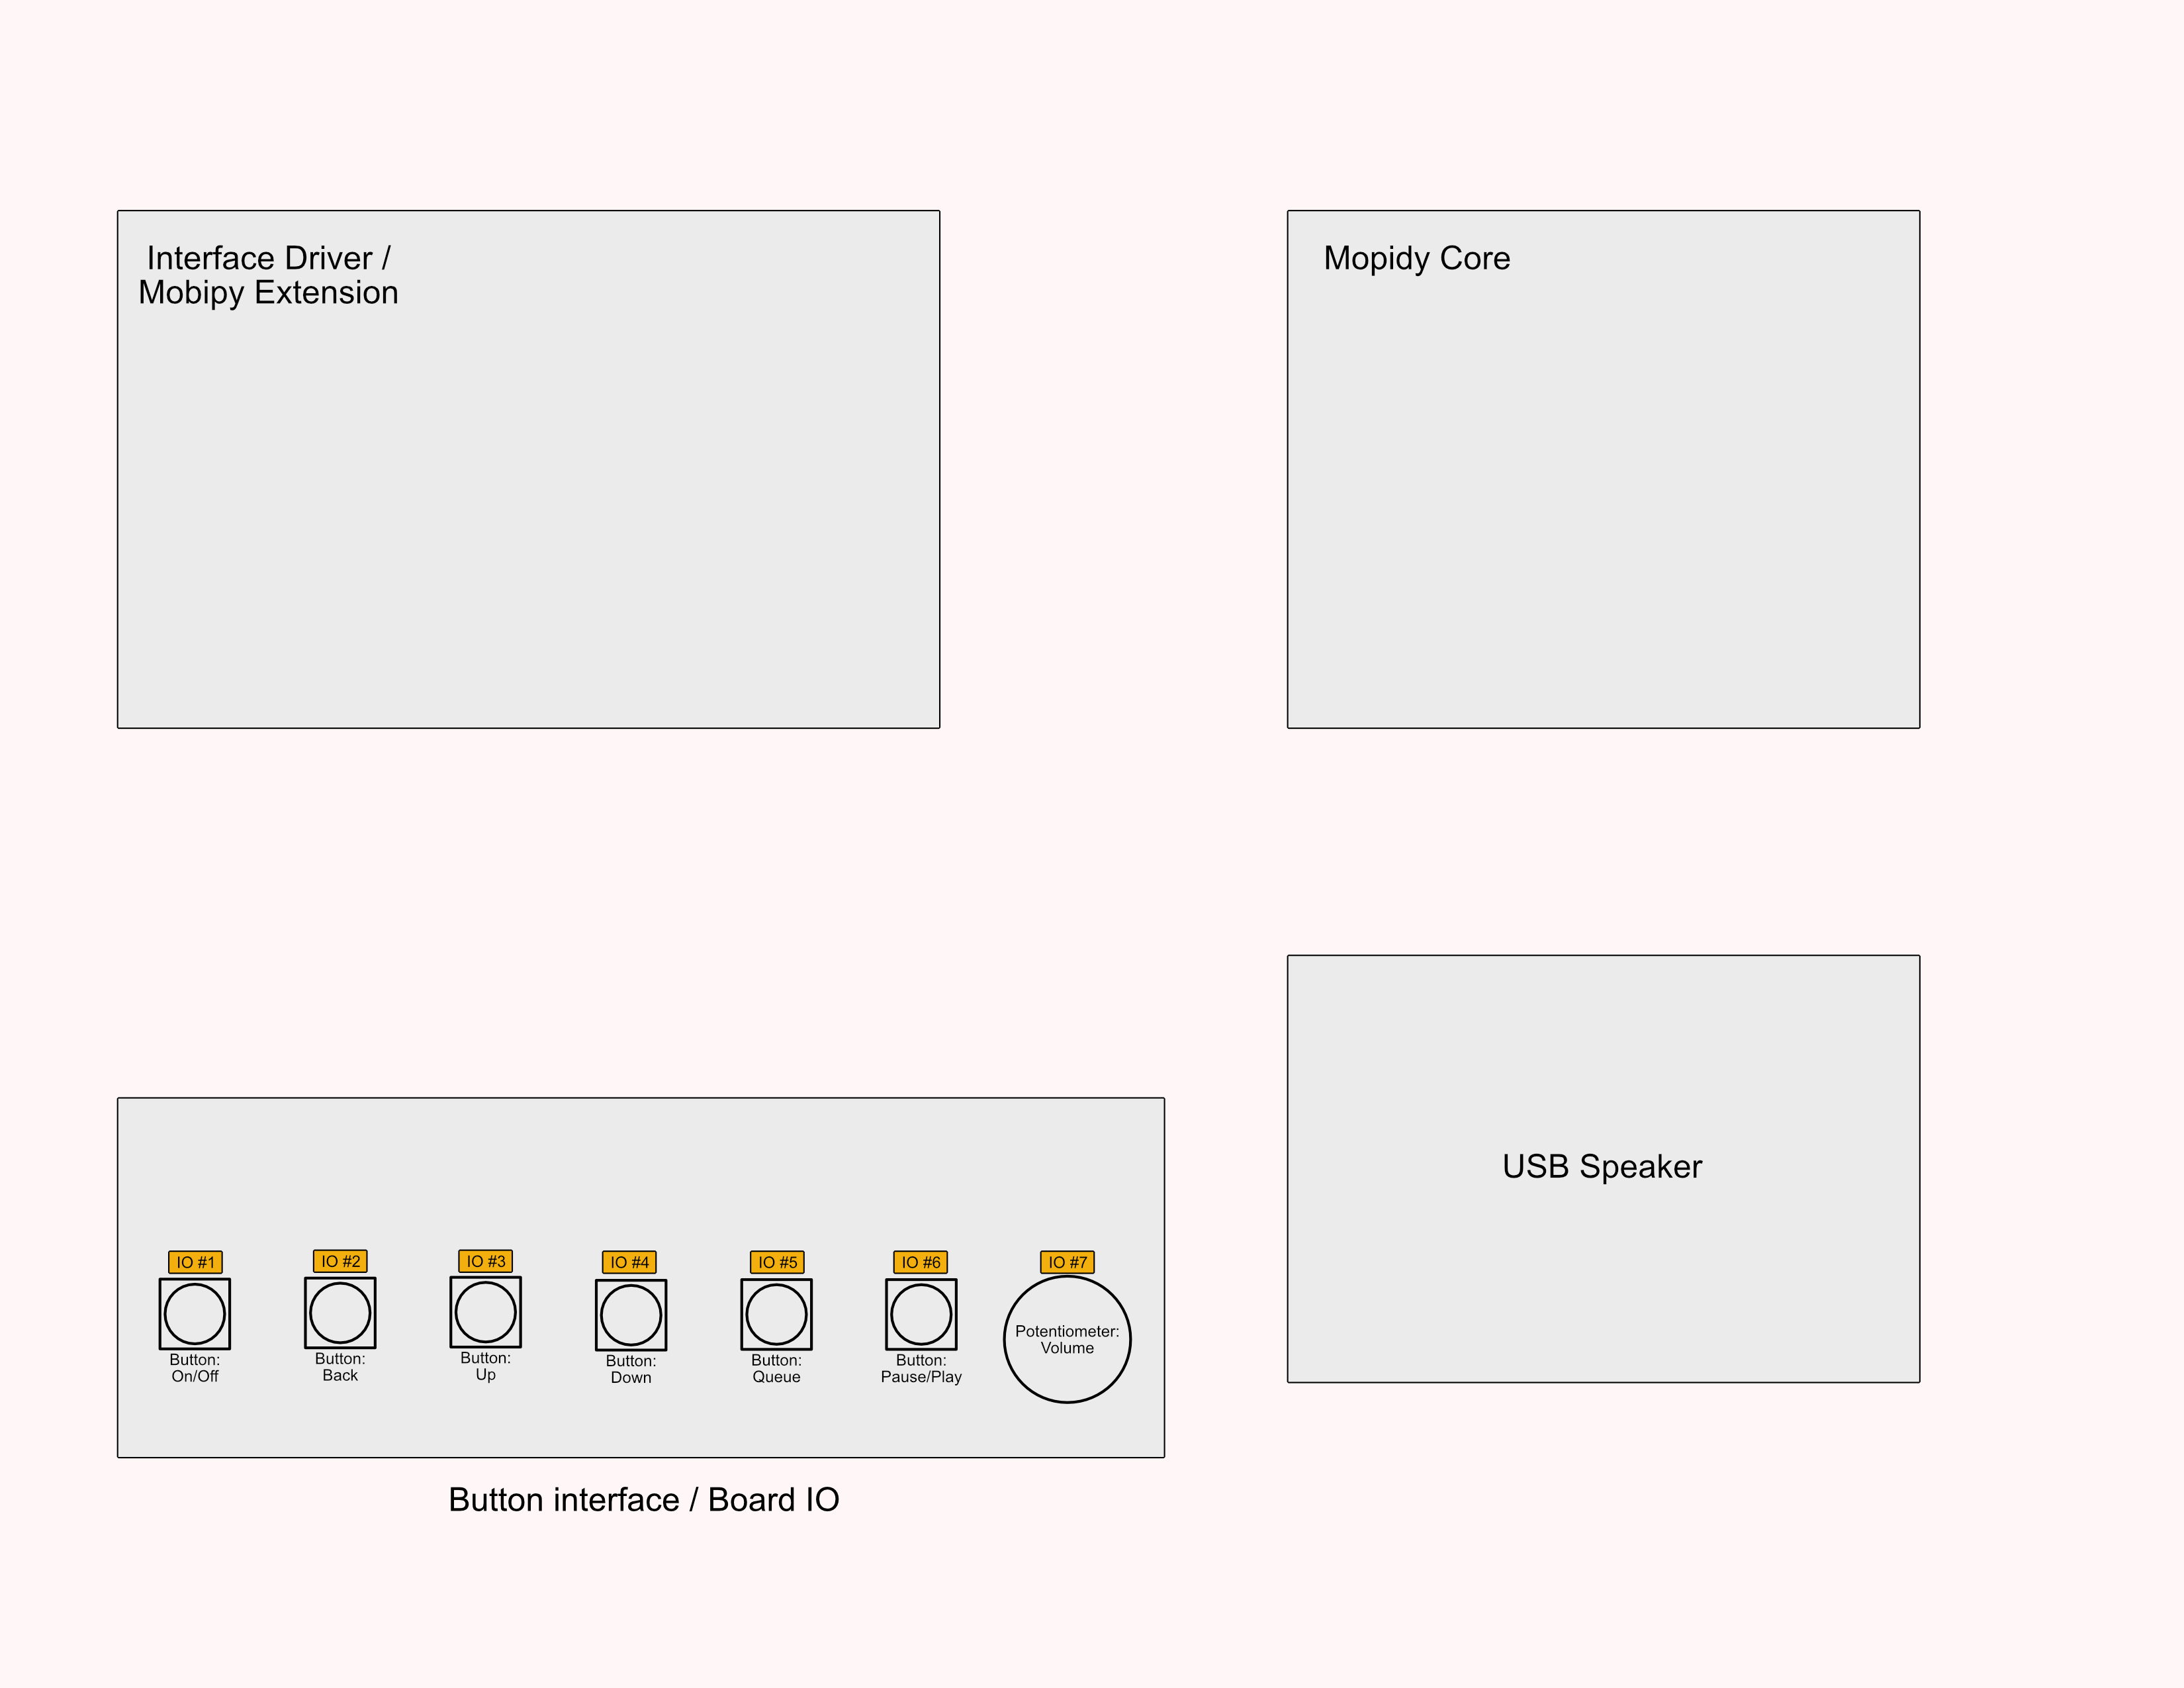 Interface Driver /
Mobipy Extension
Mopidy Core
USB Speaker
IO #1
IO #2
IO #3
IO #4
IO #5
IO #6
IO #7
Button:
On/Off
Button:
Back
Button:
Up
Button:
Down
Button:
Queue
Button:
Pause/Play
Potentiometer:
Volume
Button interface / Board IO